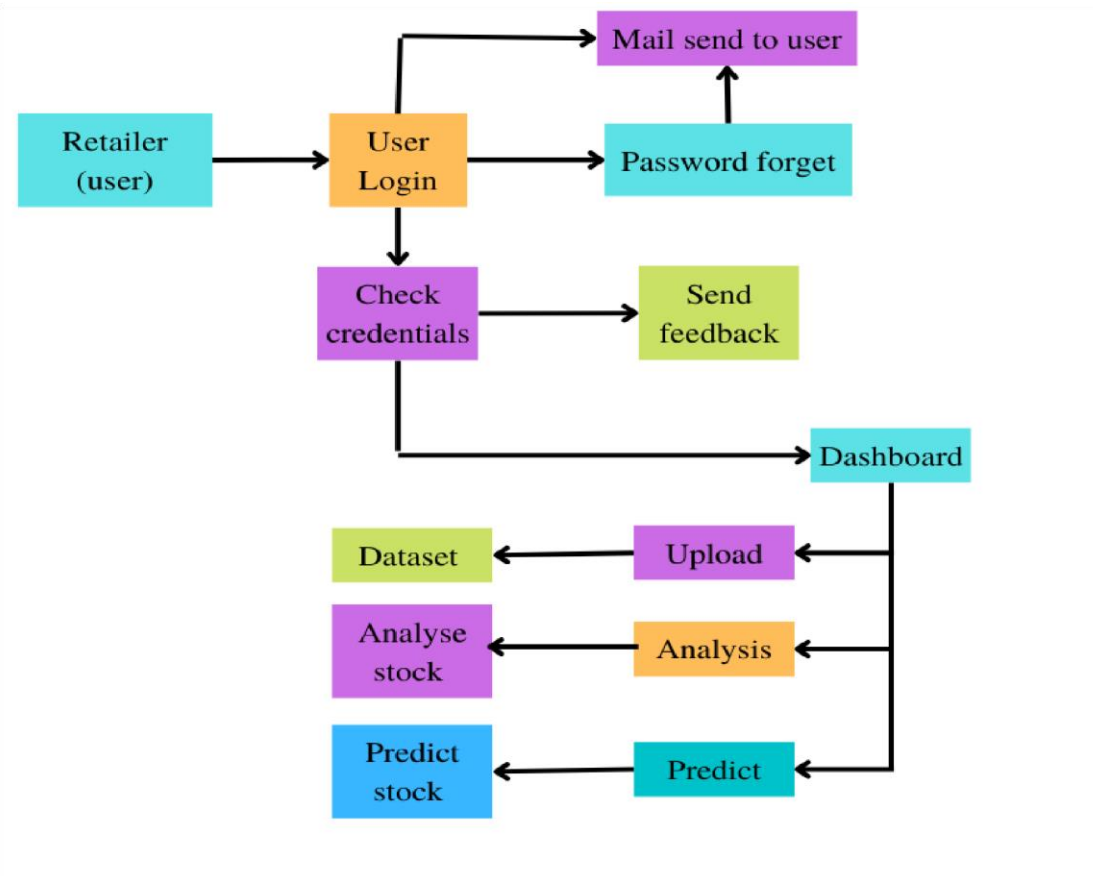 Mail send to user
Retailer
(user)
User
Login
Password forget
Check
credentials
Send
feedback
Dashboard
Dataset
Upload
Analyse
stock
Analysis
Predict
stock
Predict